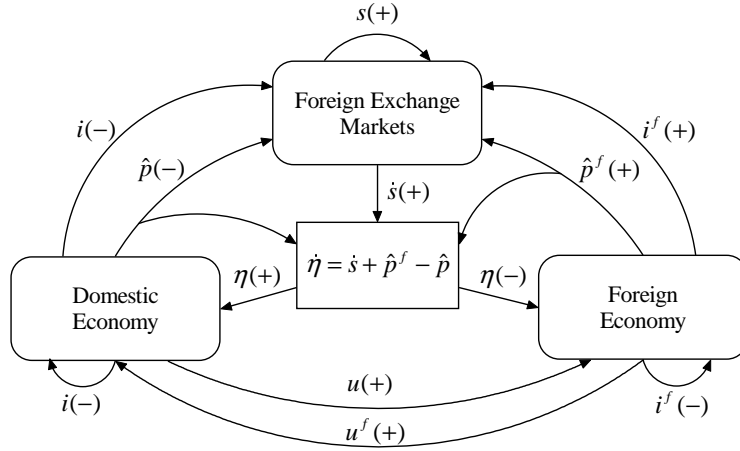 s(+)
Foreign Exchange
Markets
i(−)
i^f(+)
p̂(−)
p̂^f(+)
ṡ(+)
η̇ = ṡ + p̂^f − p̂
η(+)
η(−)
Domestic
Economy
Foreign
Economy
i(−)
u(+)
i^f(−)
u^f(+)